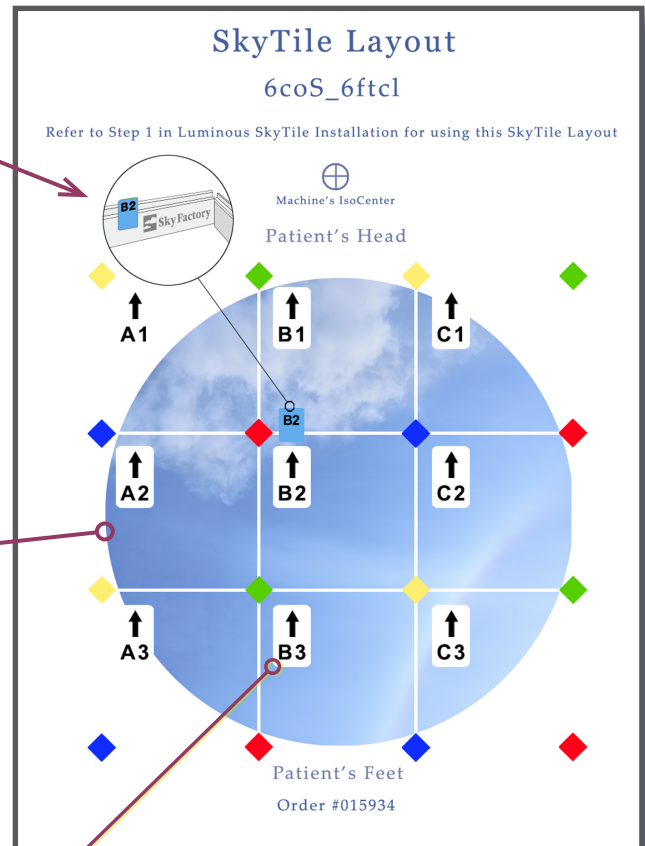 SkyTile Layout
6coS_6ftcl
Refer to Step 1 in Luminous SkyTile Installation for using this SkyTile Layout
B2
Sky Factory
Machine's IsoCenter
Patient's Head
A1
B1
C1
B2
A2
B2
C2
A3
B3
C3
Patient's Feet
Order #015934